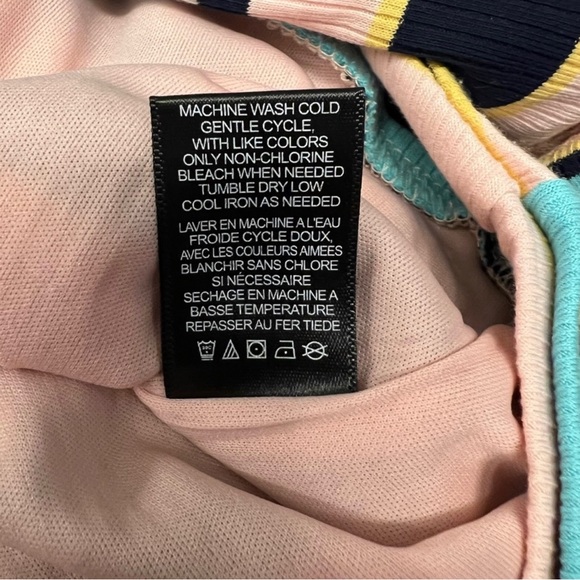 MACHINE WASH COLD
GENTLE CYCLE,
WITH LIKE COLORS
ONLY NON-CHLORINE
BLEACH WHEN NEEDED
TUMBLE DRY LOW
COOL IRON AS NEEDED
LAVER EN MACHINE A L'EAU
FROIDE CYCLE DOUX,
AVEC LES COULEURS AIMEES
BLANCHIR SANS CHLORE
SI NÉCESSAIRE
SECHAGE EN MACHINE A
BASSE TEMPERATURE
REPASSER AU FER TIEDE